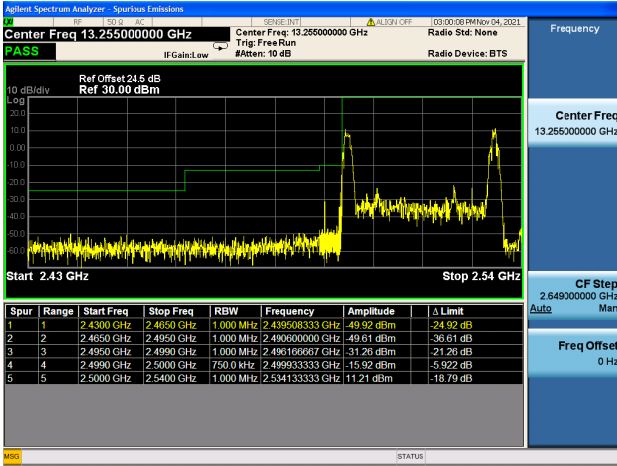 Agilent Spectrum Analyzer - Spurious Emissions
RF 50 Ω AC SENSE:INT ALIGN OFF 03:00:08 PM Nov 04, 2021
Center Freq 13.255000000 GHz
Center Freq: 13.255000000 GHz
Radio Std: None
Trig: Free Run
PASS
IFGain:Low
#Atten: 10 dB
Radio Device: BTS
Ref Offset 24.5 dB
10 dB/div Ref 30.00 dBm
Log
20.0
10.0
0.00
-10.0
-20.0
-30.0
-40.0
-50.0
-60.0
Start 2.43 GHz Stop 2.54 GHz
Spur Range Start Freq Stop Freq RBW Frequency Amplitude Δ Limit
1 1 2.4300 GHz 2.4650 GHz 1.000 MHz 2.439508333 GHz -49.92 dBm -24.92 dB
2 2 2.4650 GHz 2.4950 GHz 1.000 MHz 2.490600000 GHz -49.61 dBm -36.61 dB
3 3 2.4950 GHz 2.4990 GHz 1.000 MHz 2.496166667 GHz -31.26 dBm -21.26 dB
4 4 2.4990 GHz 2.5000 GHz 750.0 kHz 2.499933333 GHz -15.92 dBm -5.922 dB
5 5 2.5000 GHz 2.5400 GHz 1.000 MHz 2.534133333 GHz 11.21 dBm -18.79 dB
MSG STATUS
Frequency
Center Freq
13.255000000 GHz
CF Step
2.649000000 GHz
Auto Man
Freq Offset
0 Hz